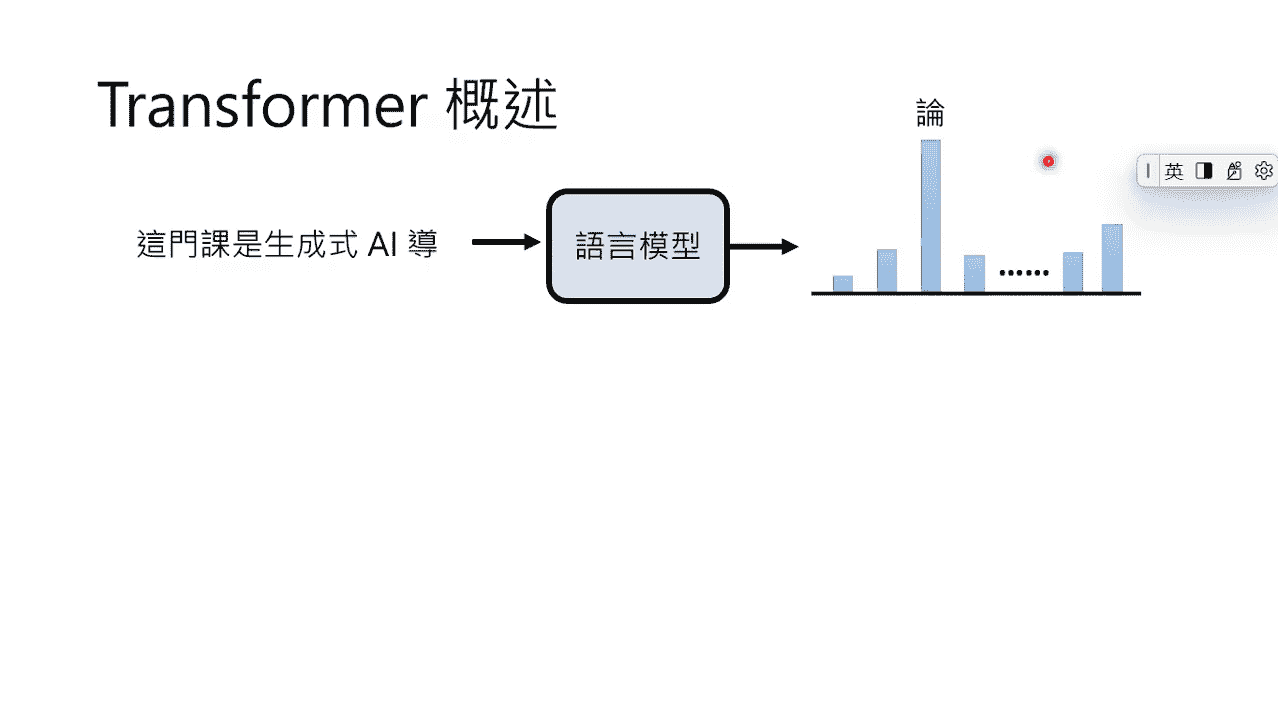 Transformer 概述
論
英
這門課是生成式 AI 導
語言模型
......